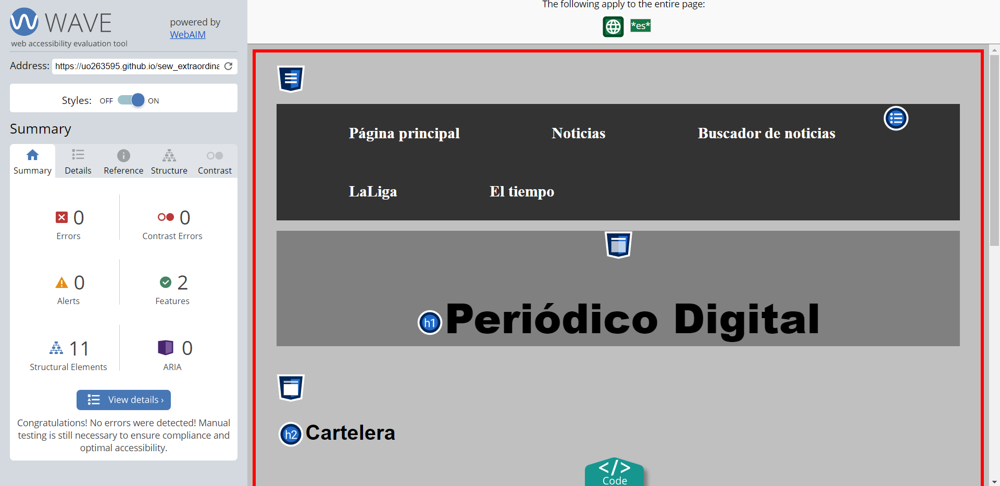 WAVE
web accessibility evaluation tool
powered by
WebAIM
Address: https://uo263595.github.io/sew_extraordina
Styles: OFF ON
Summary
Summary Details Reference Structure Contrast
0 Errors
0 Contrast Errors
0 Alerts
2 Features
11 Structural Elements
0 ARIA
View details ›
Congratulations! No errors were detected! Manual
testing is still necessary to ensure compliance and
optimal accessibility.
The following apply to the entire page:
*es*
Página principal Noticias Buscador de noticias
LaLiga El tiempo
h1 Periódico Digital
h2 Cartelera
</>
Code